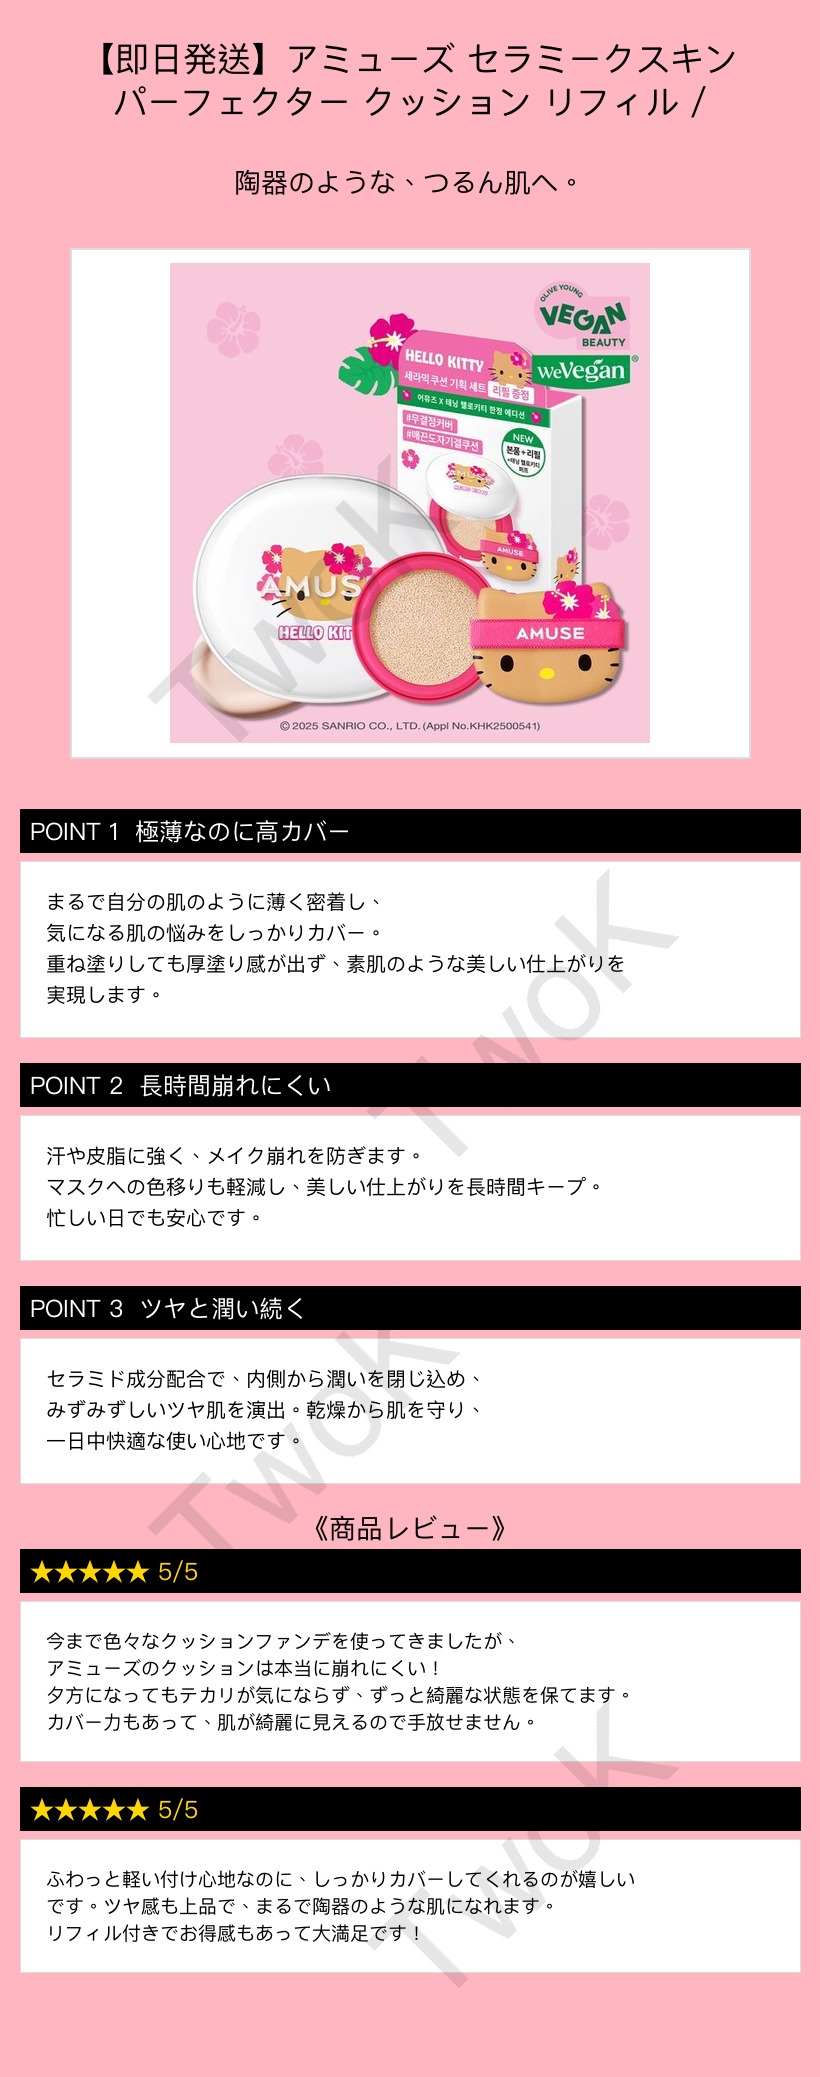 【即日発送】アミューズ セラミークスキン
パーフェクター クッション リフィル /
陶器のような、つるん肌へ。
OLIVE YOUNG
VEGAN
BEAUTY
weVegan®
HELLO KITTY
세라믹 쿠션 기획 세트 리필 증정
어뮤즈 X 태닝 헬로키티 한정 에디션
#무결점커버
#매끈도자기결쿠션
NEW
본품+리필
+태닝 헬로키티
퍼프
AMUSE
AMUSE
HELLO KIT
AMUSE
© 2025 SANRIO CO., LTD. (Appl No.KHK2500541)
TwoK
POINT 1 極薄なのに高カバー
まるで自分の肌のように薄く密着し、
気になる肌の悩みをしっかりカバー。
重ね塗りしても厚塗り感が出ず、素肌のような美しい仕上がりを
実現します。
TwoK
POINT 2 長時間崩れにくい
汗や皮脂に強く、メイク崩れを防ぎます。
マスクへの色移りも軽減し、美しい仕上がりを長時間キープ。
忙しい日でも安心です。
POINT 3 ツヤと潤い続く
セラミド成分配合で、内側から潤いを閉じ込め、
みずみずしいツヤ肌を演出。乾燥から肌を守り、
一日中快適な使い心地です。
TwoK
《商品レビュー》
★★★★★ 5/5
今まで色々なクッションファンデを使ってきましたが、
アミューズのクッションは本当に崩れにくい！
夕方になってもテカリが気にならず、ずっと綺麗な状態を保てます。
カバー力もあって、肌が綺麗に見えるので手放せません。
★★★★★ 5/5
ふわっと軽い付け心地なのに、しっかりカバーしてくれるのが嬉しい
です。ツヤ感も上品で、まるで陶器のような肌になれます。
リフィル付きでお得感もあって大満足です！
TwoK